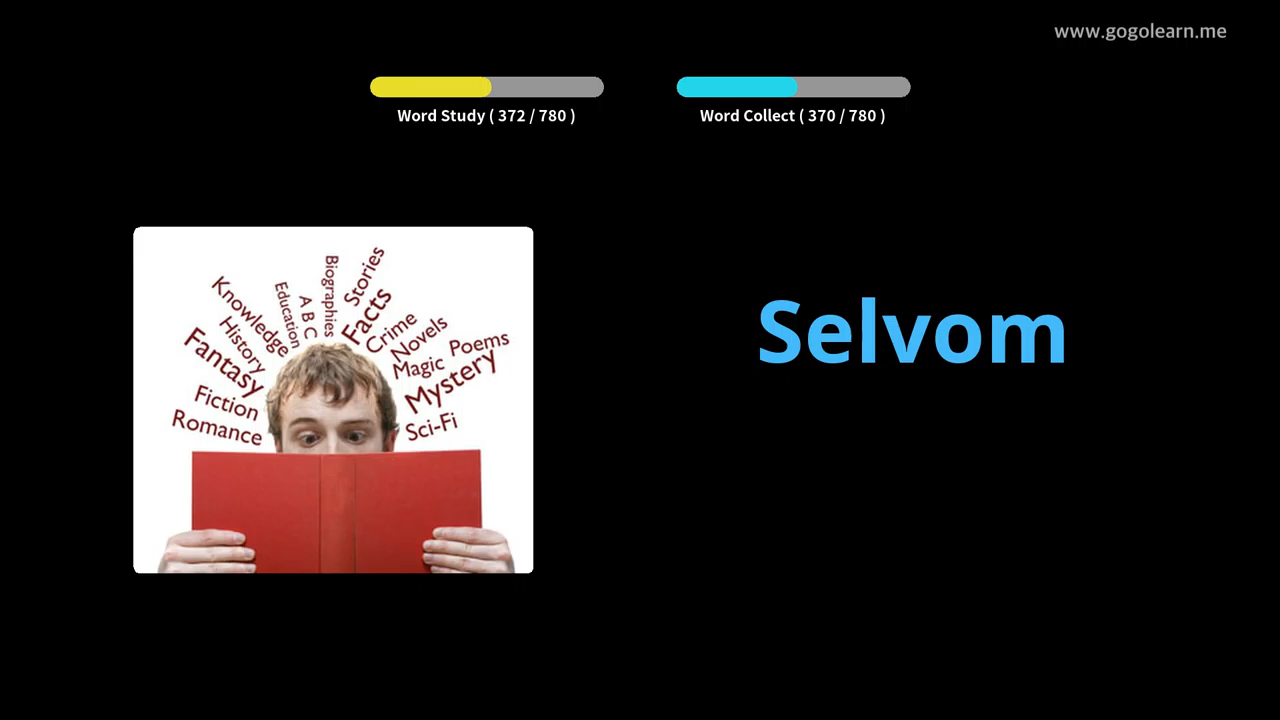 www.gogolearn.me
Word Study ( 372 / 780 )
Word Collect ( 370 / 780 )
Selvom
Stories
Biographies
Facts
A B C
Education
Knowledge
Crime
Novels
History
Poems
Magic
Fantasy
Mystery
Fiction
Sci-Fi
Romance